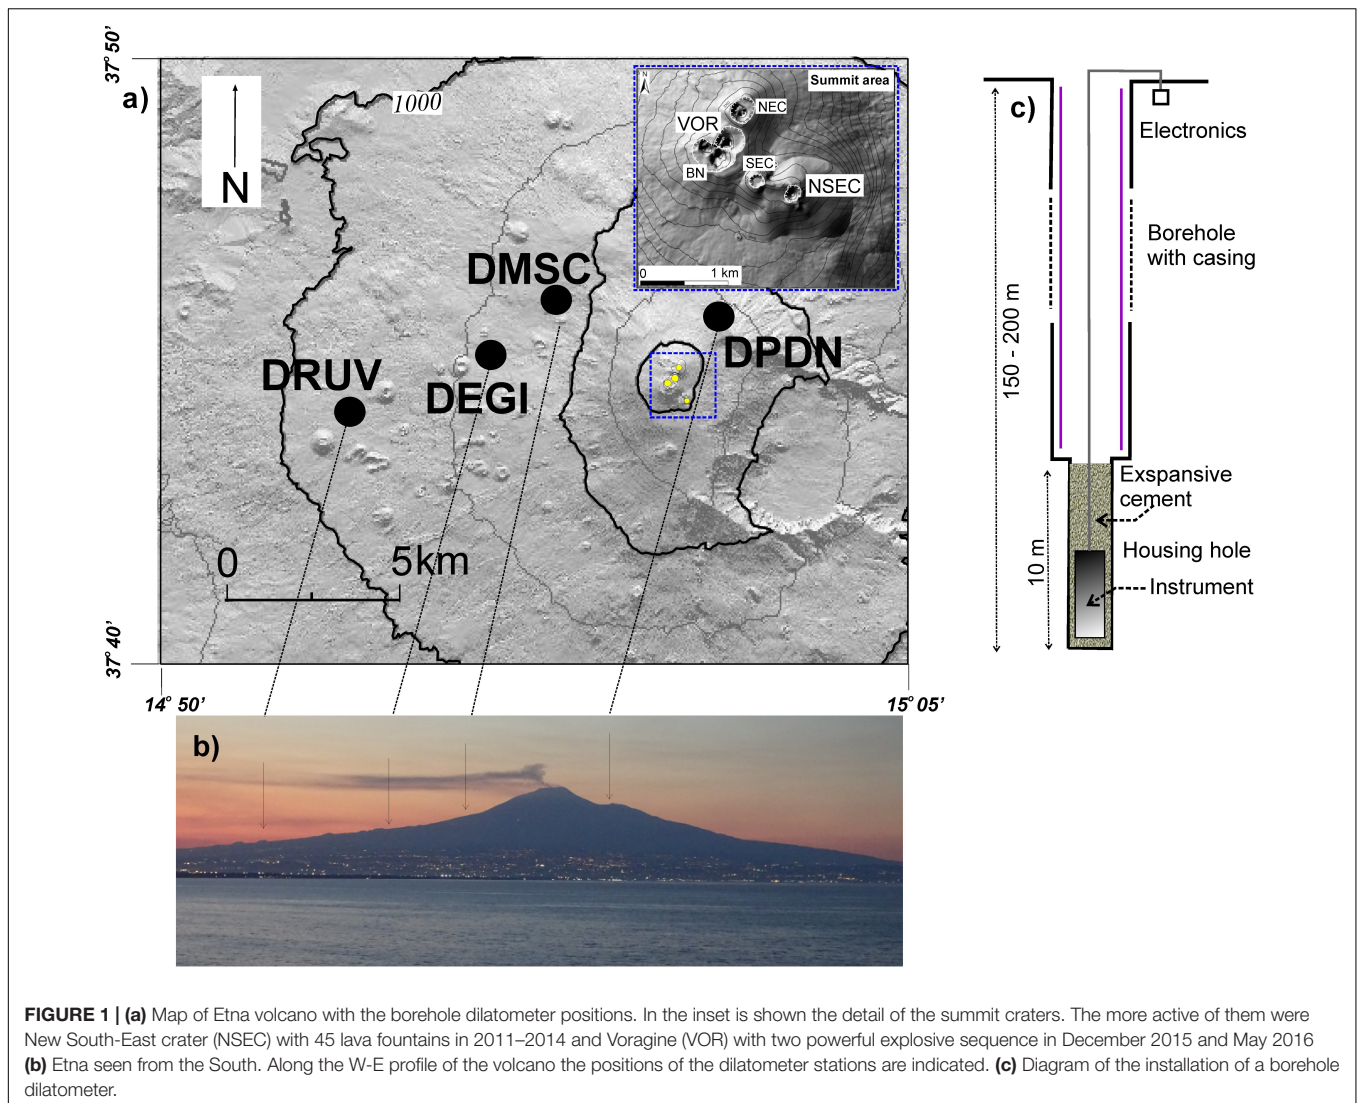 37° 50'
a)
1000
N
Summit area
N
NEC
VOR
BN
SEC
NSEC
0 1 km
DMSC
DPDN
DRUV
DEGI
0 5km
37° 40'
14° 50'
15° 05'
b)
c)
Electronics
Borehole
with casing
150 - 200 m
Exspansive
cement
10 m
Housing hole
Instrument
FIGURE 1 | (a) Map of Etna volcano with the borehole dilatometer positions. In the inset is shown the detail of the summit craters. The more active of them were
New South-East crater (NSEC) with 45 lava fountains in 2011–2014 and Voragine (VOR) with two powerful explosive sequence in December 2015 and May 2016
(b) Etna seen from the South. Along the W-E profile of the volcano the positions of the dilatometer stations are indicated. (c) Diagram of the installation of a borehole
dilatometer.